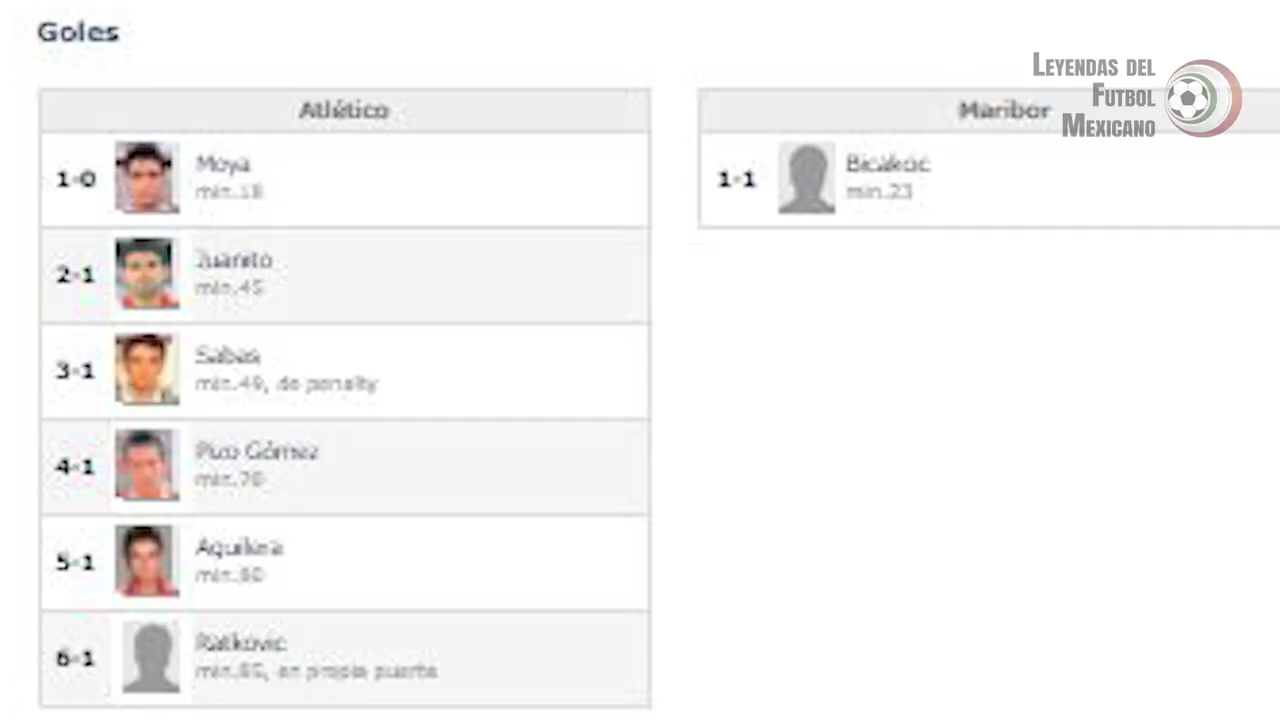 Goles
LEYENDAS DEL
FUTBOL
MEXICANO
Atlético
1-0
Moya
min.18
2-1
Juanito
min.45
3-1
Sabas
min.49, de penalty
4-1
Pizo Gómez
min.70
5-1
Aguilera
min.80
6-1
Ratkovic
min.85, en propia puerta
Maribor
1-1
Bicakcic
min.23